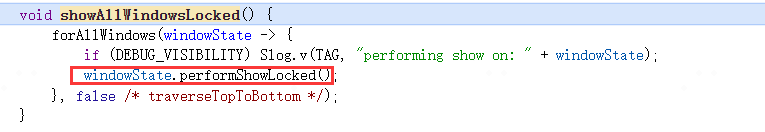 void showAllWindowsLocked() {
    forAllWindows(windowState -> {
        if (DEBUG_VISIBILITY) Slog.v(TAG, "performing show on: " + windowState);
        windowState.performShowLocked();
    }, false /* traverseTopToBottom */);
}